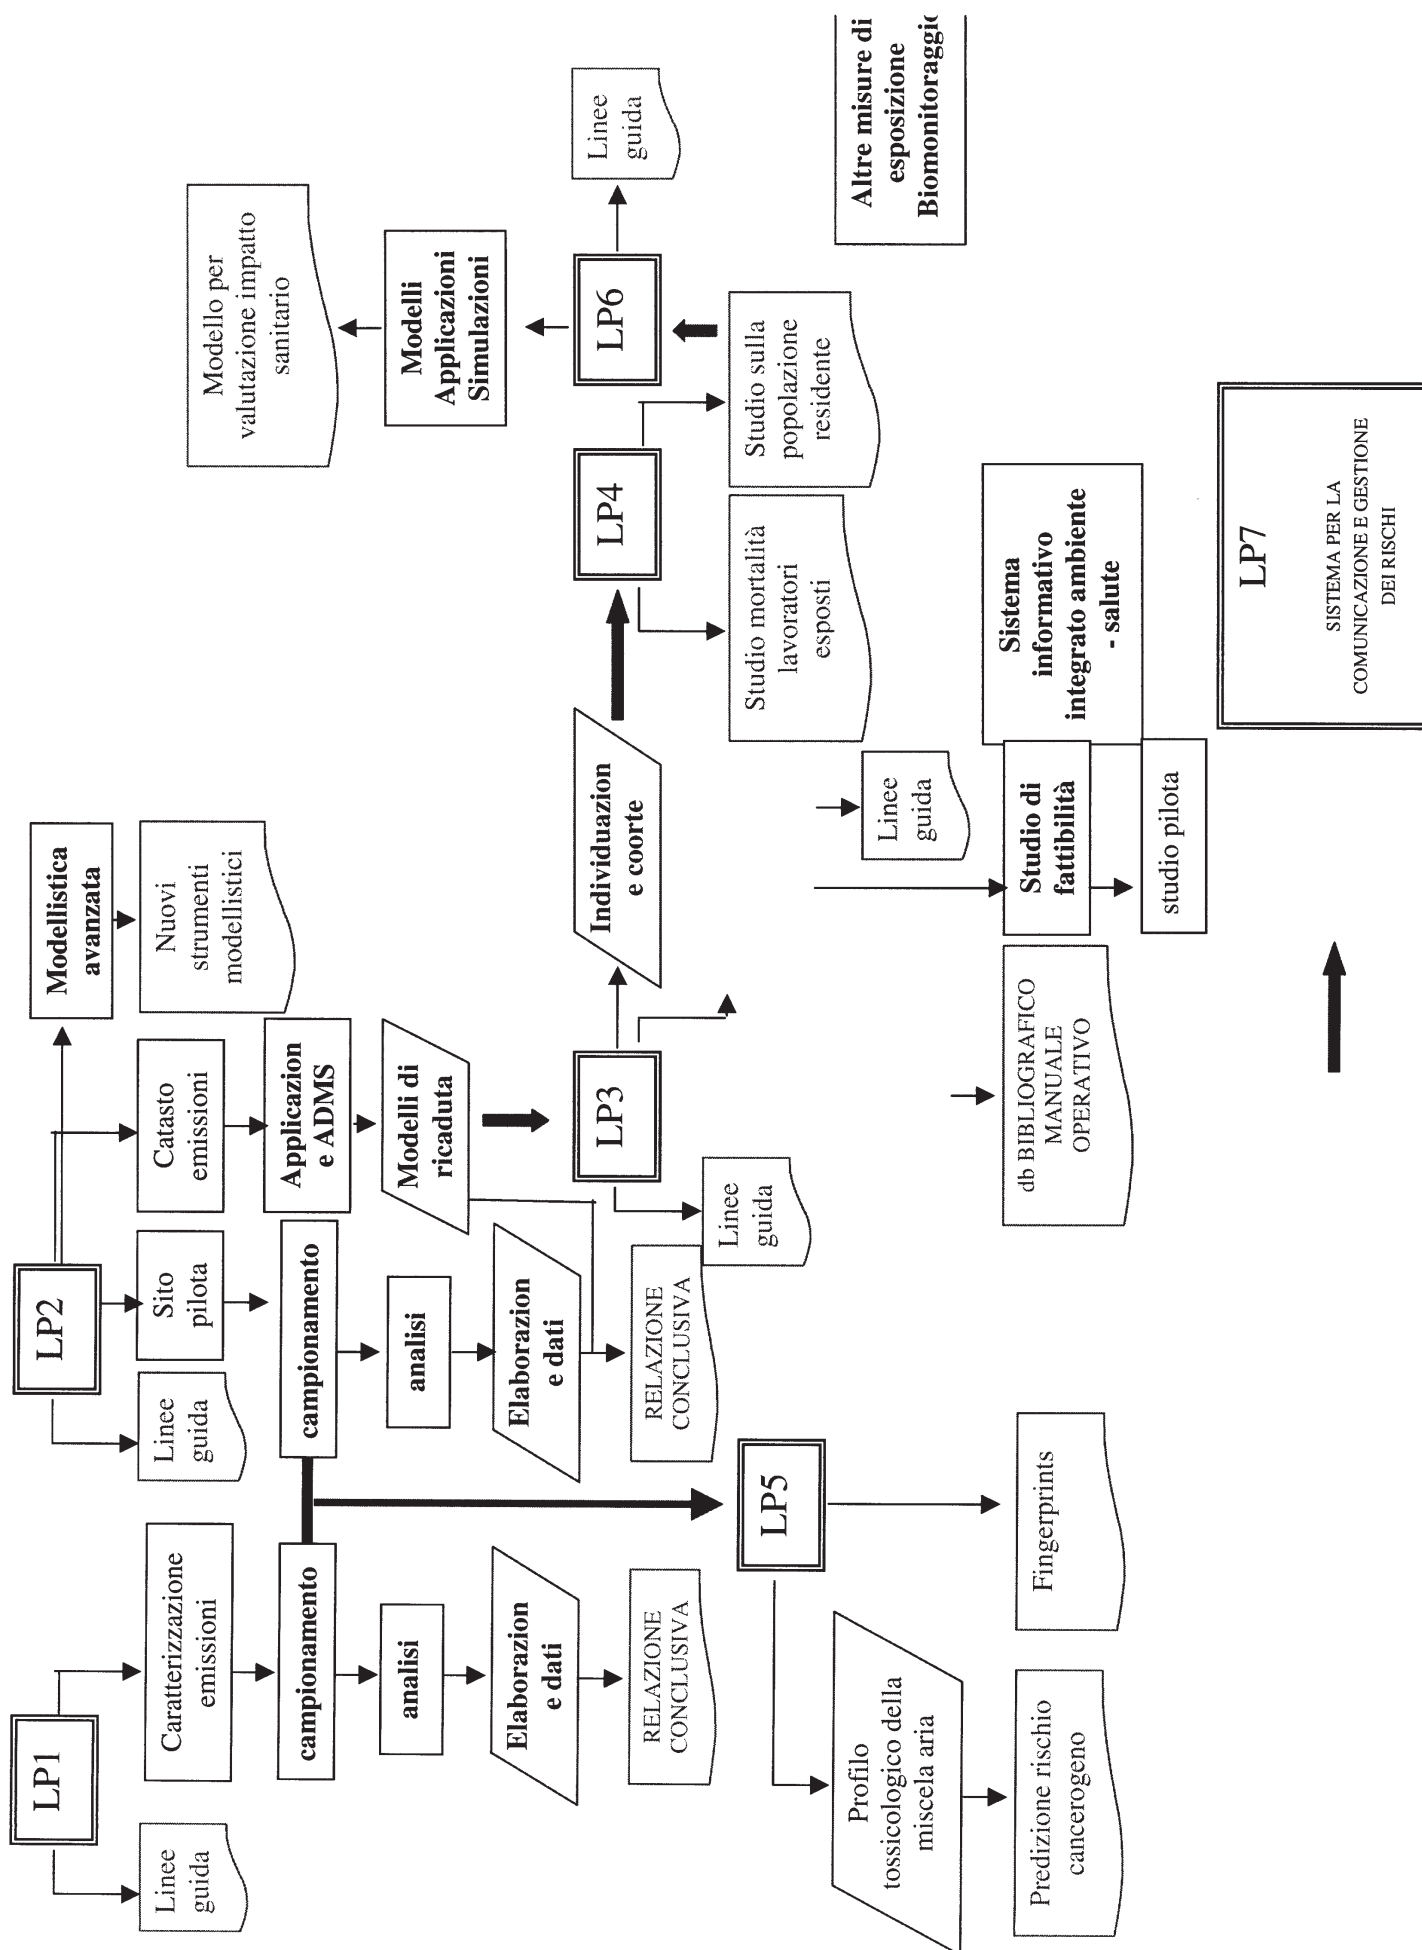 LP1
Linee
guida
Caratterizzazione
emissioni
campionamento
analisi
Elaborazion
e dati
RELAZIONE
CONCLUSIVA
LP2
Linee
guida
Sito
pilota
campionamento
analisi
Elaborazion
e dati
RELAZIONE
CONCLUSIVA
Catasto
emissioni
Applicazion
e ADMS
Modelli di
ricaduta
Modellistica
avanzata
Nuovi
strumenti
modellistici
LP3
Linee
guida
Individuazion
e coorte
LP4
Studio mortalità
lavoratori
esposti
Studio sulla
popolazione
residente
LP6
Linee
guida
Modelli
Applicazioni
Simulazioni
Modello per
valutazione impatto
sanitario
LP5
Profilo
tossicologico della
miscela aria
Predizione rischio
cancerogeno
Fingerprints
Altre misure di
esposizione
Biomonitoraggio
Linee
guida
db BIBLIOGRAFICO
MANUALE
OPERATIVO
Studio di
fattibilità
studio pilota
Sistema
informativo
integrato ambiente
- salute
LP7
SISTEMA PER LA
COMUNICAZIONE E GESTIONE
DEI RISCHI